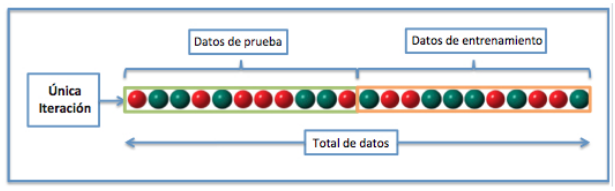 Datos de prueba
Datos de entrenamiento
Única
Iteración
Total de datos